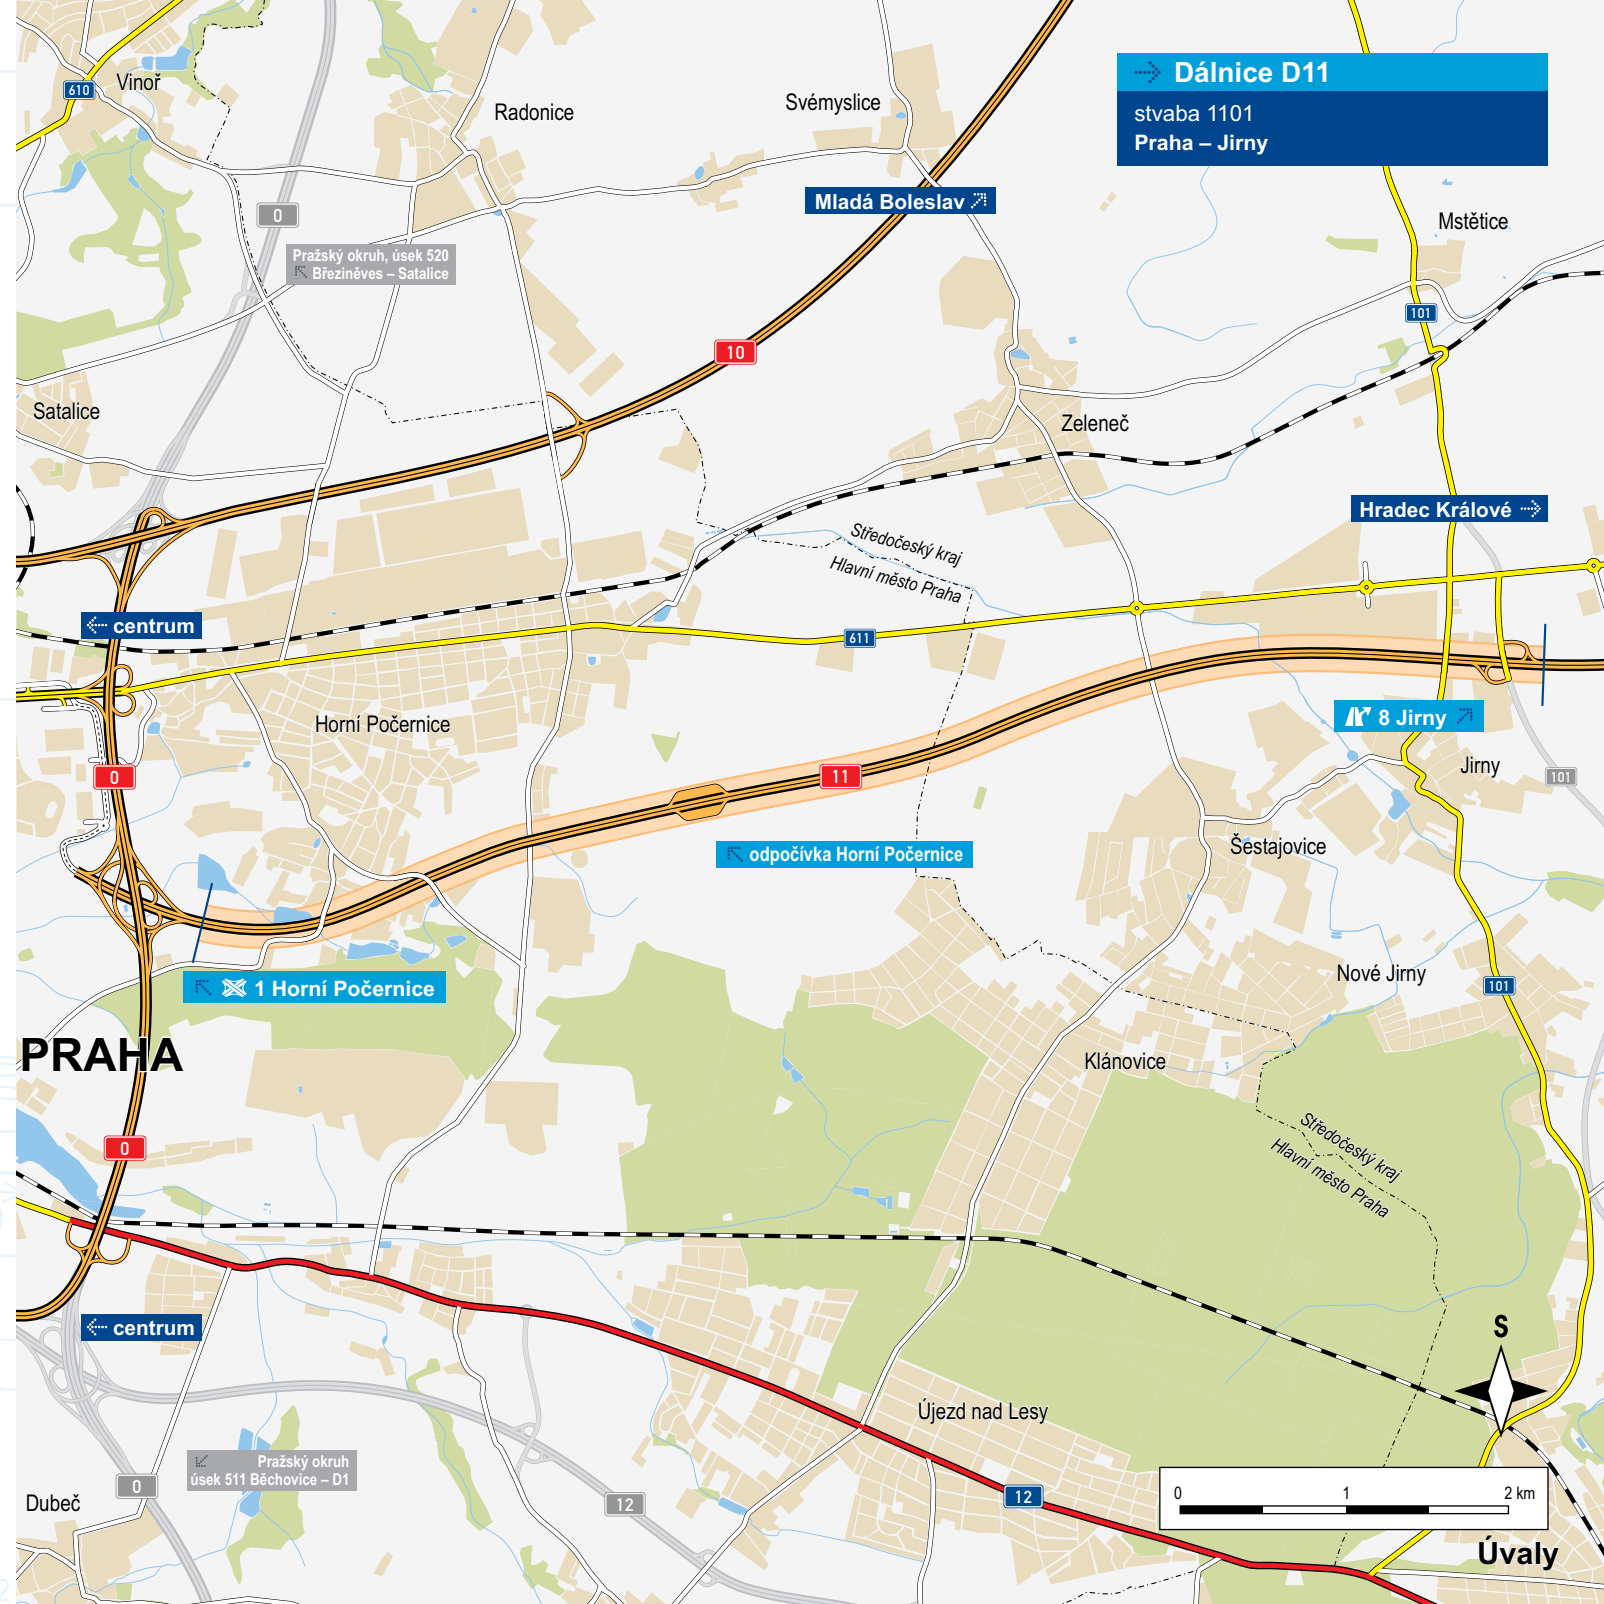 Dálnice D11
stvaba 1101
Praha – Jirny
610
Vinoř
Radonice
Svémyslice
Mladá Boleslav
Mstětice
0
Pražský okruh, úsek 520
Březiněves – Satalice
101
10
Satalice
Zeleneč
Hradec Králové
Středočeský kraj
Hlavní město Praha
centrum
611
Horní Počernice
8 Jirny
Jirny
0
11
101
odpočívka Horní Počernice
Šestajovice
Nové Jirny
101
1 Horní Počernice
PRAHA
Klánovice
0
Středočeský kraj
Hlavní město Praha
centrum
S
Újezd nad Lesy
Pražský okruh
úsek 511 Běchovice – D1
0
12
12
Dubeč
0
1
2 km
Úvaly